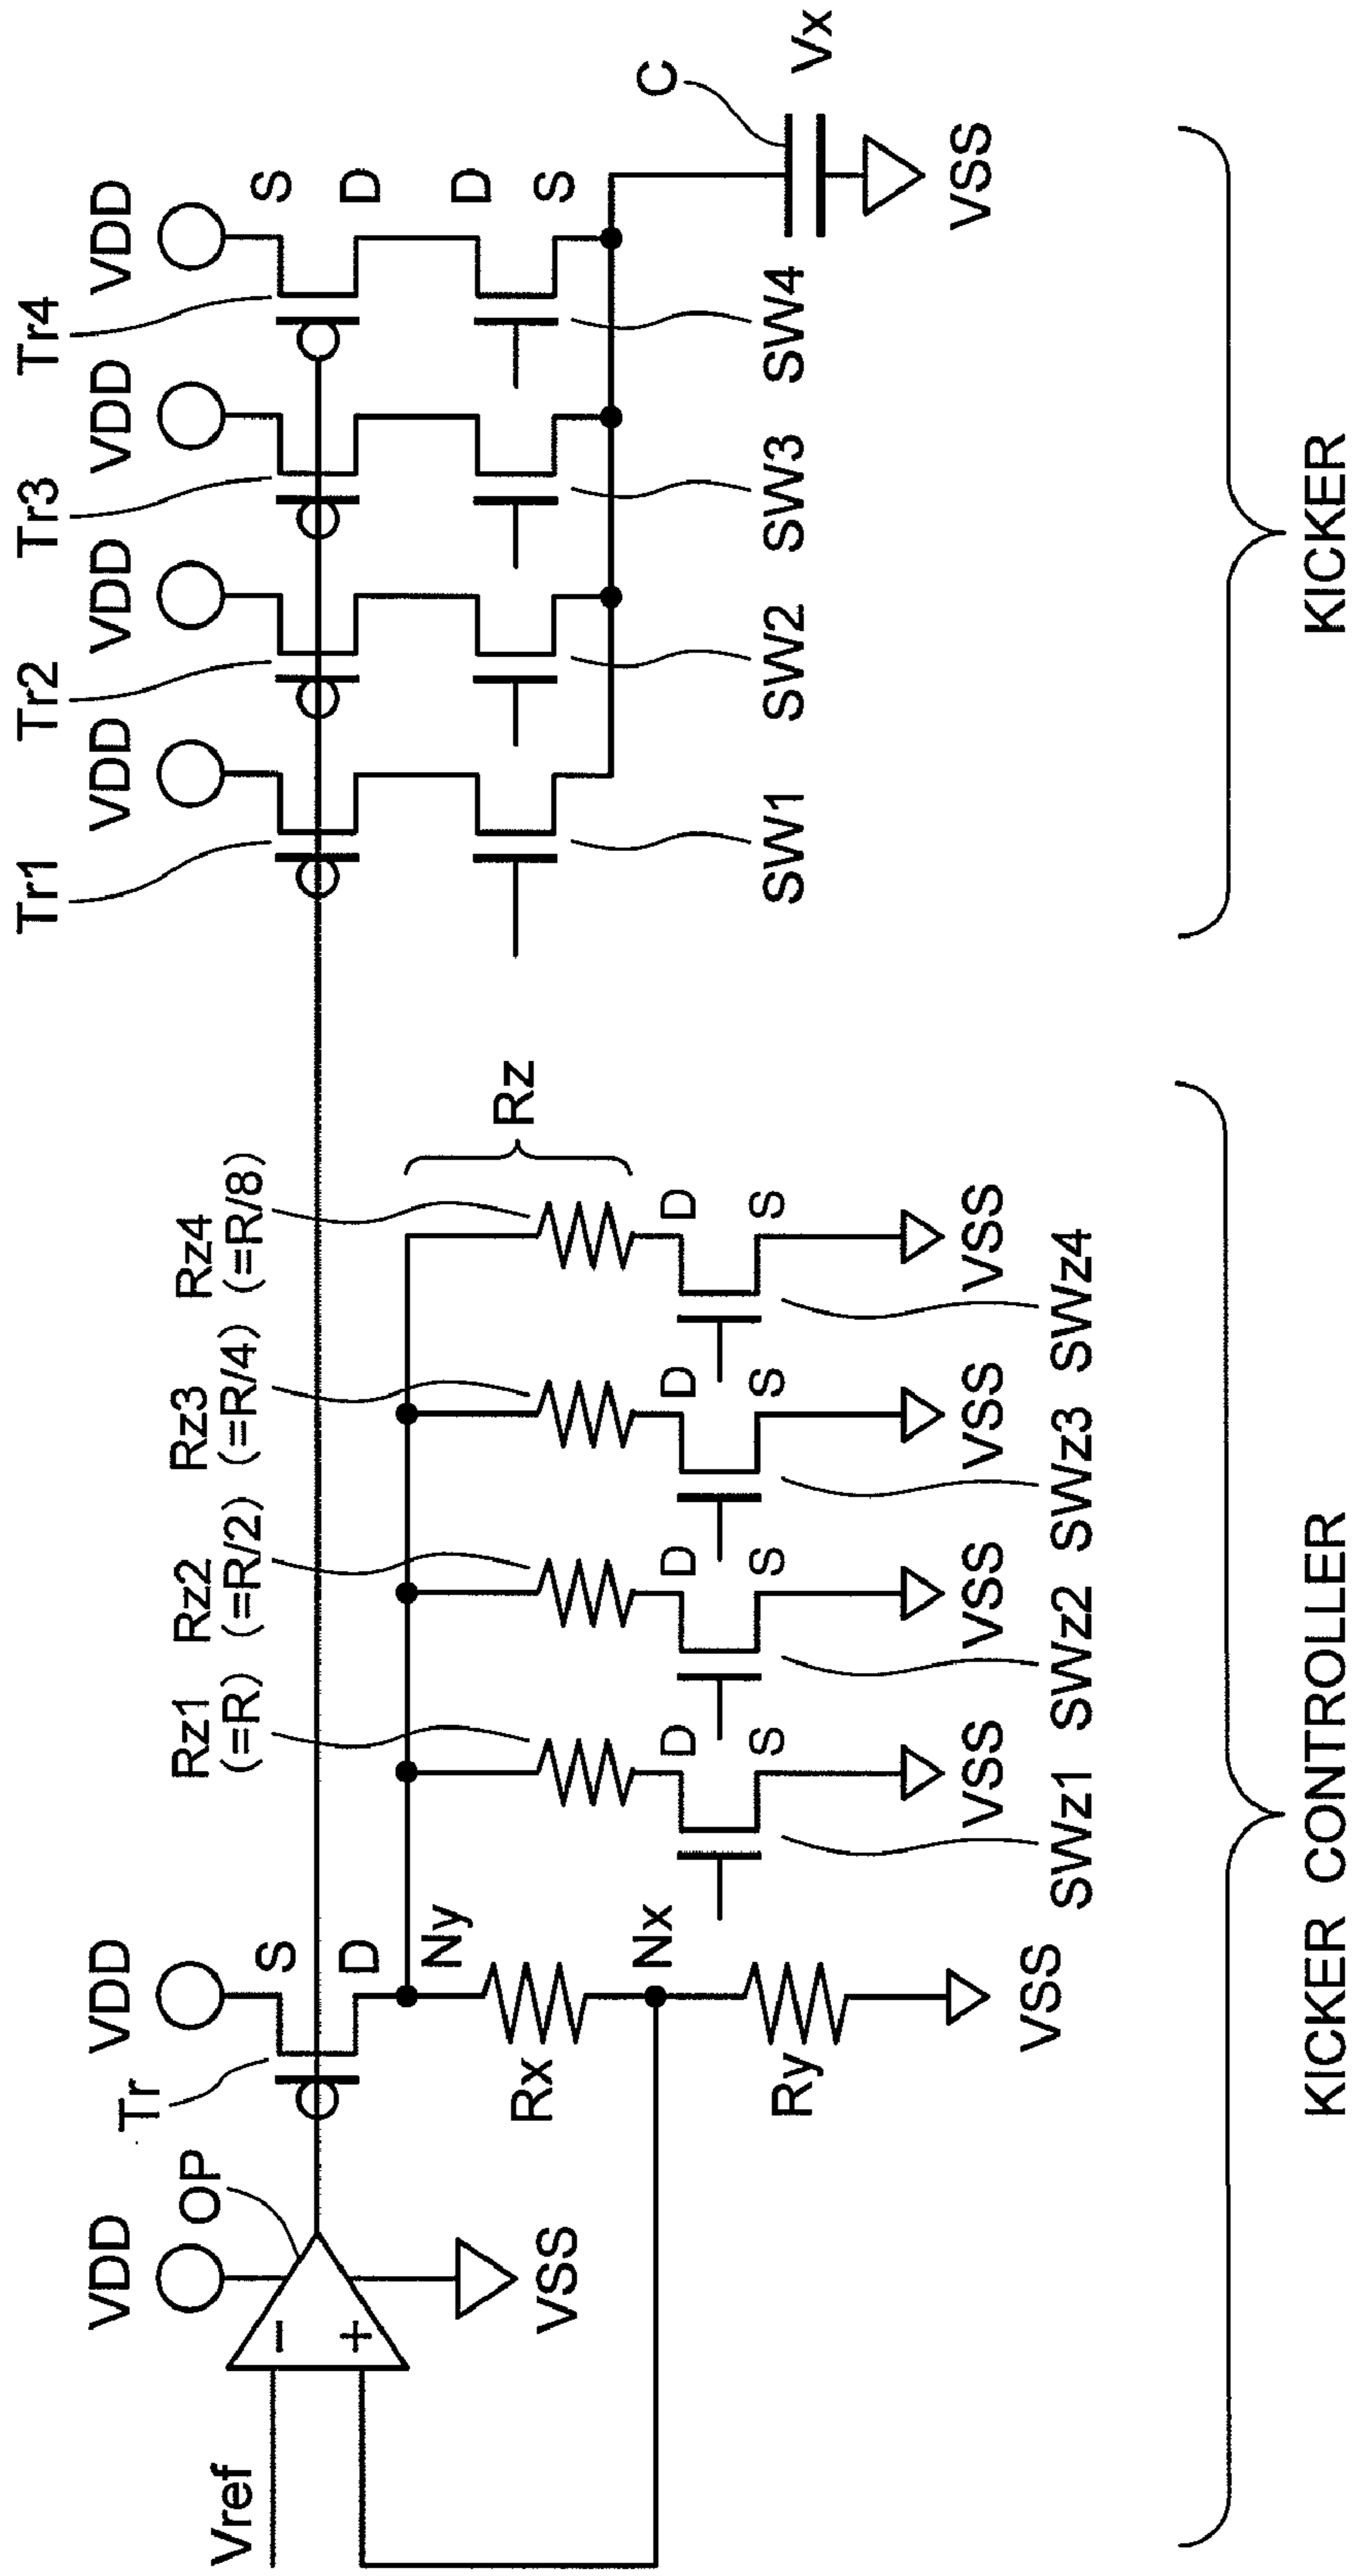 Tr1
Tr2
Tr3
Tr4
VDD
VDD
VDD
VDD
VDD
VDD
OP
Tr
S
D
Rz1
(=R)
Rz2
(=R/2)
Rz3
(=R/4)
Rz4
(=R/8)
Rz
S
D
D
S
C
Vx
VSS
SW1
SW2
SW3
SW4
Vref
−
+
VSS
Ny
Rx
Nx
Ry
VSS
D
S
D
S
D
S
D
S
VSS
VSS
VSS
VSS
SWz1
SWz2
SWz3
SWz4
KICKER CONTROLLER
KICKER